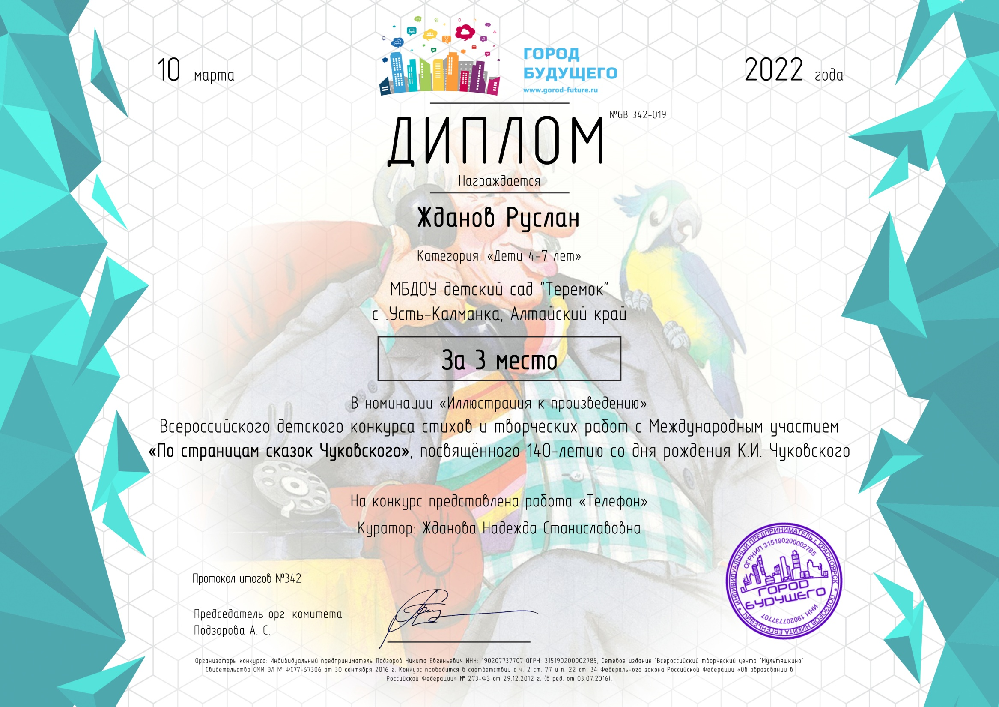 10 марта
ГОРОД
БУДУЩЕГО
www.gorod-future.ru
2022 года
№GB 342-019
ДИПЛОМ
Награждается
Жданов Руслан
Категория: «Дети 4-7 лет»
МБДОУ детский сад "Теремок"
с .Усть-Калманка, Алтайский край
За 3 место
В номинации «Иллюстрация к произведению»
Всероссийского детского конкурса стихов и творческих работ с Международным участием
«По страницам сказок Чуковского», посвящённого 140-летию со дня рождения К.И. Чуковского
На конкурс представлена работа «Телефон»
Куратор: Жданова Надежда Станиславовна
Протокол итогов №342
Председатель орг. комитета
Подзорова А. С.
* ИНДИВИДУАЛЬНЫЙ ПРЕДПРИНИМАТЕЛЬ г. КРАСНОЯРСК * ПОДЗОРОВ НИКИТА ЕВГЕНЬЕВИЧ
ОГРНИП 315190200002785
ГОРОД
БУДУЩЕГО
ИНН 190207737707
Организаторы конкурса: Индивидуальный предприниматель Подзоров Никита Евгеньевич ИНН: 190207737707 ОГРН: 315190200002785; Сетевое издание "Всероссийский творческий центр "Мультяшкино"
Свидетельство СМИ ЭЛ № ФС77-67306 от 30 сентября 2016 г. Конкурс проводится в соответствии с ч. 2 ст. 77 и п. 22 ст. 34 Федерального закона Российской Федерации «Об образовании в
Российской Федерации» № 273-ФЗ от 29.12.2012 г. (в ред. от 03.07.2016).